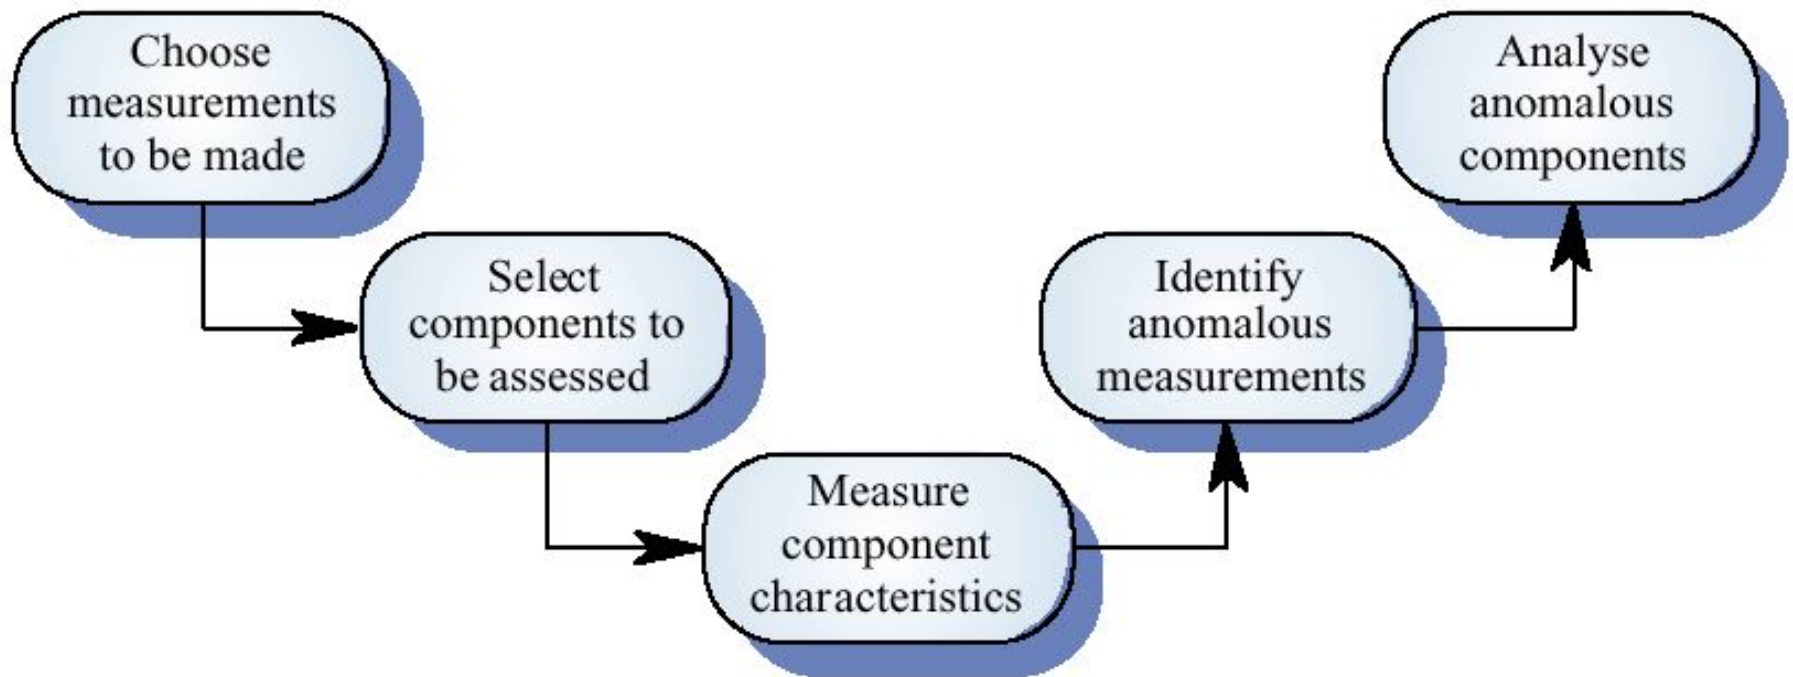 Choose
measurements
to be made
Select
components to
be assessed
Measure
component
characteristics
Identify
anomalous
measurements
Analyse
anomalous
components